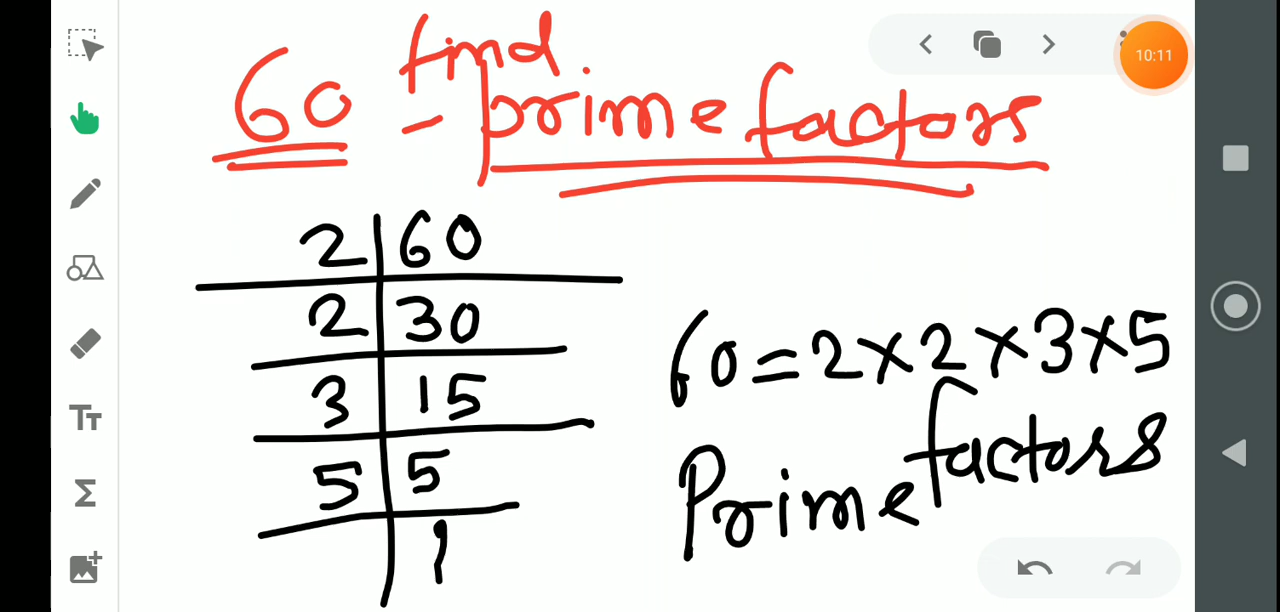 find
60 - prime factors
10:11
2 | 60
2 | 30
3 | 15
5 | 5
1
60 = 2 × 2 × 3 × 5
Prime factors
TT
Σ